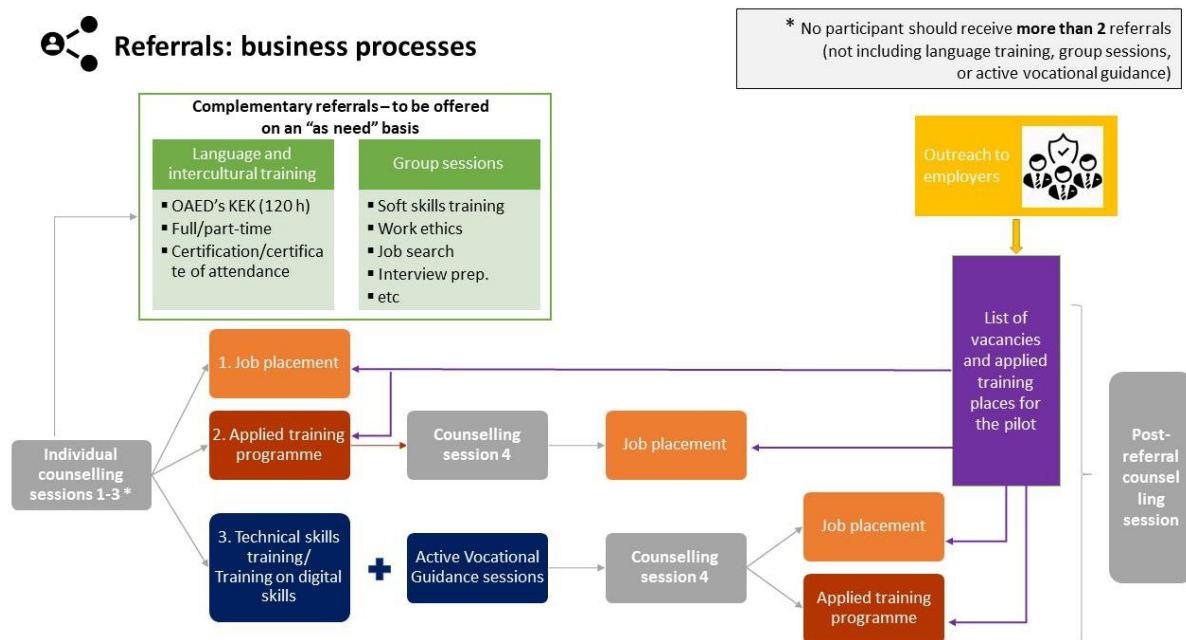 Referrals: business processes
* No participant should receive more than 2 referrals
(not including language training, group sessions,
or active vocational guidance)
Complementary referrals – to be offered
on an “as need” basis
Language and
intercultural training
▪ OAED’s KEK (120 h)
▪ Full/part-time
▪ Certification/certifica
te of attendance
Group sessions
▪ Soft skills training
▪ Work ethics
▪ Job search
▪ Interview prep.
▪ etc
Outreach to
employers
List of
vacancies
and applied
training
places for
the pilot
1. Job placement
2. Applied training
programme
Counselling
session 4
Job placement
Individual
counselling
sessions 1-3 *
3. Technical skills
training/
Training on digital
skills
+
Active Vocational
Guidance sessions
Counselling
session 4
Job placement
Applied training
programme
Post-
referral
counsel
ling
session